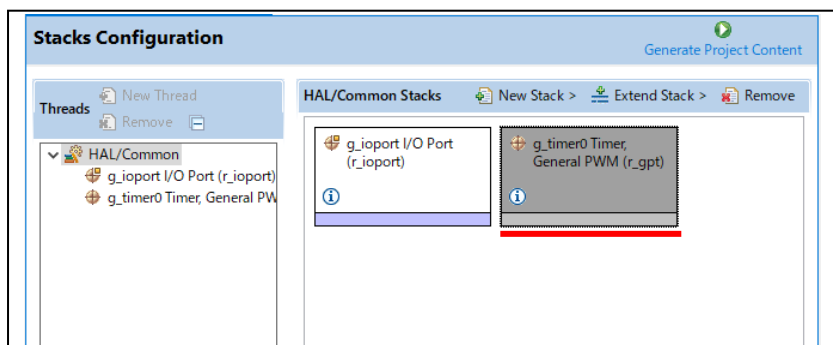 Stacks Configuration
Generate Project Content
Threads
New Thread
Remove
HAL/Common
g_ioport I/O Port (r_ioport)
g_timer0 Timer, General PW
HAL/Common Stacks
New Stack >
Extend Stack >
Remove
g_ioport I/O Port
(r_ioport)
g_timer0 Timer,
General PWM (r_gpt)